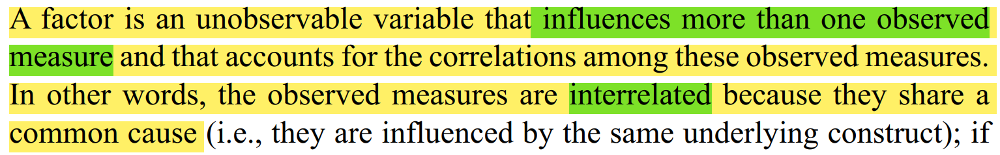 A factor is an unobservable variable that influences more than one observed
measure and that accounts for the correlations among these observed measures.
In other words, the observed measures are interrelated because they share a
common cause (i.e., they are influenced by the same underlying construct); if